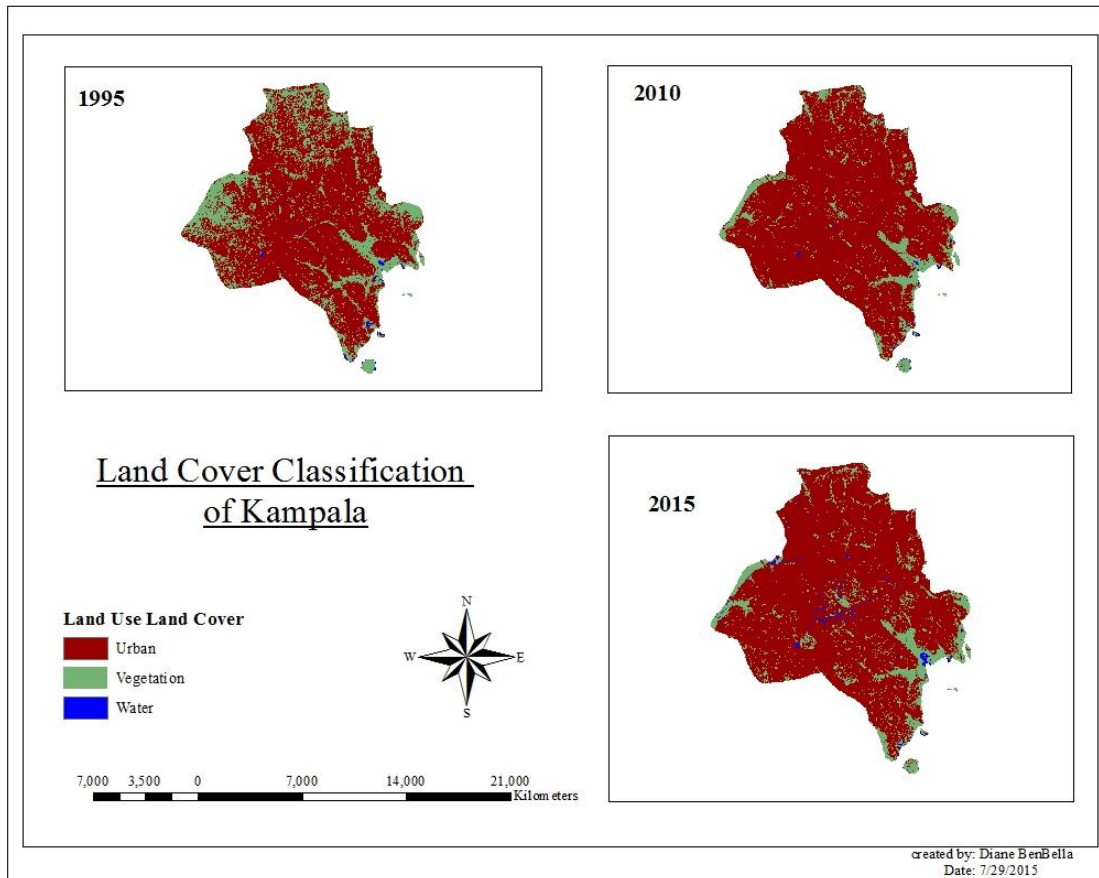 1995
2010
Land Cover Classification
of Kampala
2015
Land Use Land Cover
Urban
Vegetation
Water
N
W E
S
7,000 3,500 0 7,000 14,000 21,000
Kilometers
created by: Diane BenBella
Date: 7/29/2015